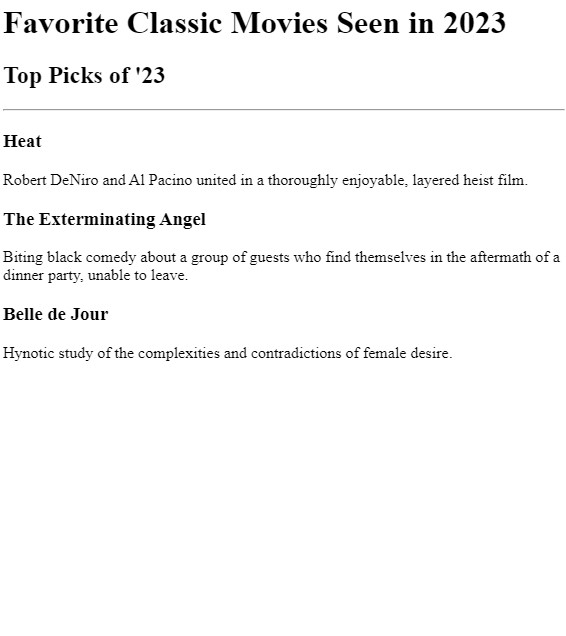 Favorite Classic Movies Seen in 2023
Top Picks of '23
Heat
Robert DeNiro and Al Pacino united in a thoroughly enjoyable, layered heist film.
The Exterminating Angel
Biting black comedy about a group of guests who find themselves in the aftermath of a
dinner party, unable to leave.
Belle de Jour
Hynotic study of the complexities and contradictions of female desire.